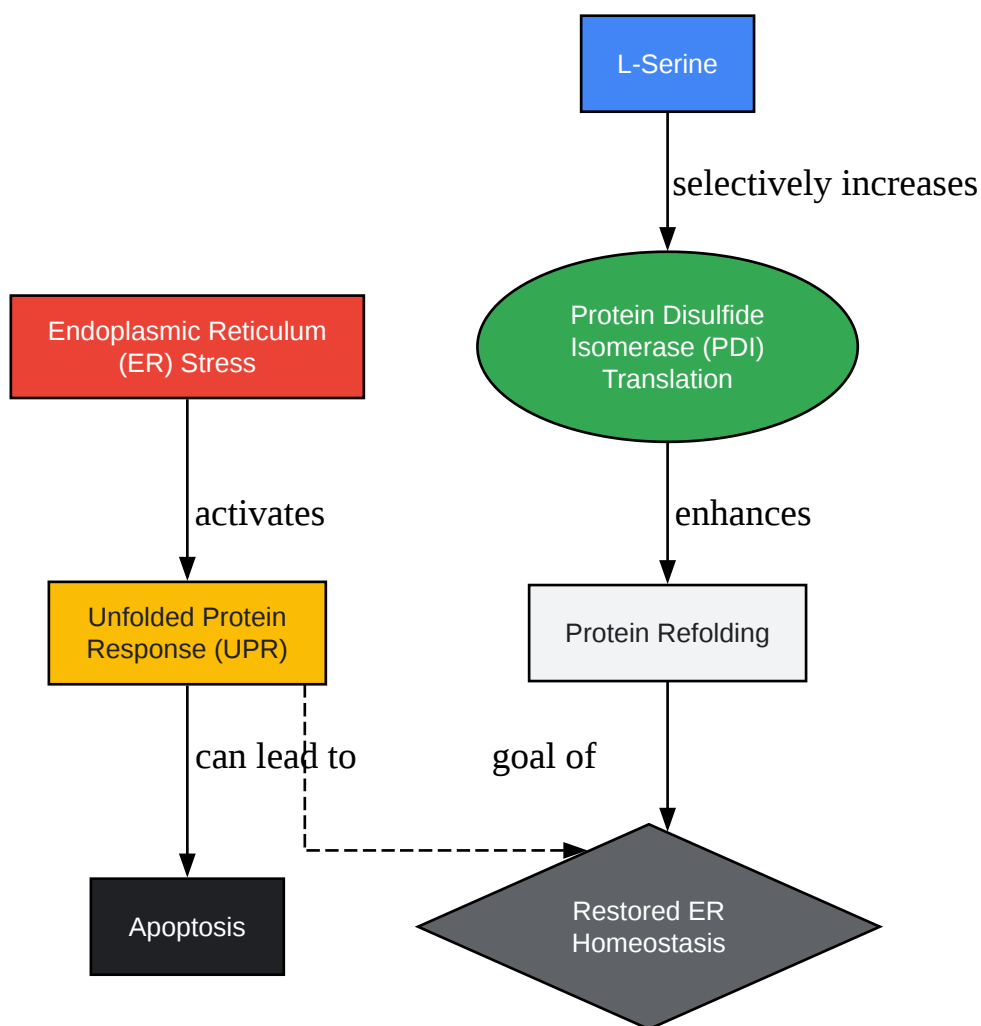 L-Serine
selectively increases
Protein Disulfide
Isomerase (PDI)
Translation
Endoplasmic Reticulum
(ER) Stress
activates
enhances
Unfolded Protein
Response (UPR)
Protein Refolding
can lead to
goal of
Apoptosis
Restored ER
Homeostasis